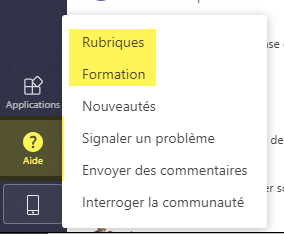 Rubriques
Formation
Nouveautés
Signaler un problème
Envoyer des commentaires
Interroger la communauté
Applications
Aide